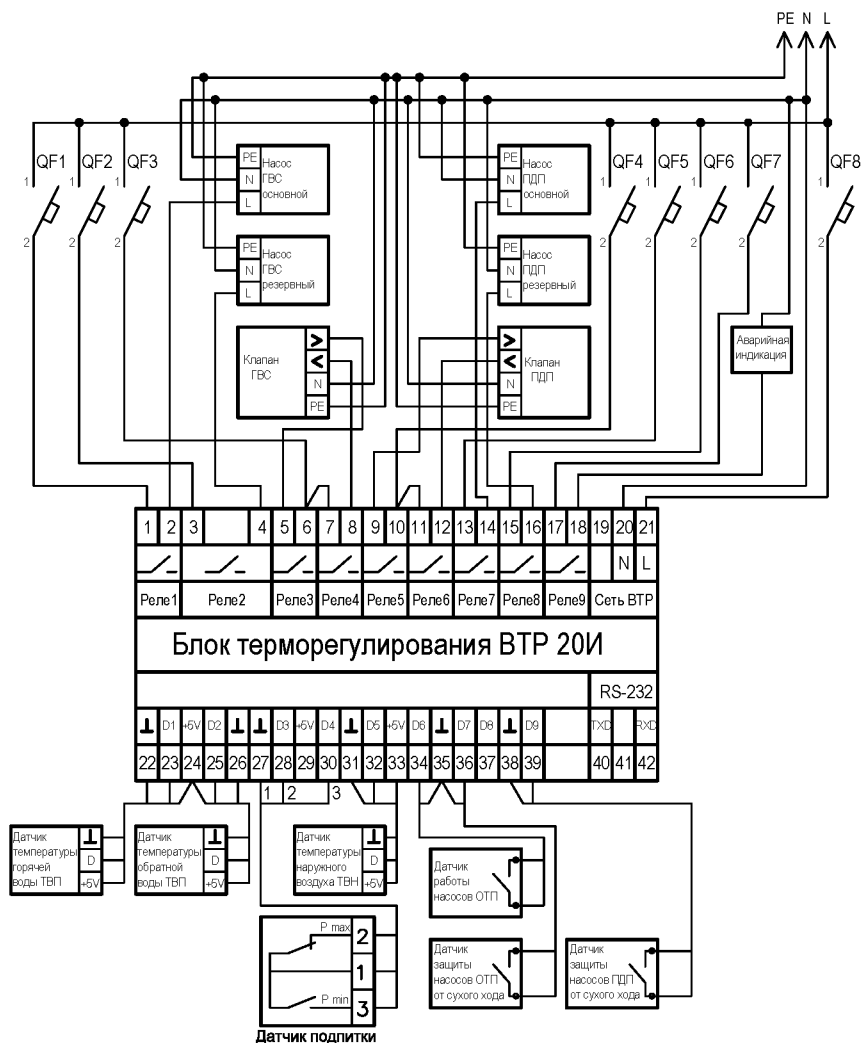 PE N L
QF1 QF2 QF3 QF4 QF5 QF6 QF7 QF8
1 1 1 1 1 1 1 1
2 2 2 2 2 2 2 2
PE
N
L
Насос
ГВС
основной
PE
N
L
Насос
ПДП
основной
PE
N
L
Насос
ГВС
резервный
PE
N
L
Насос
ПДП
резервный
Клапан
ГВС
>
<
N
PE
>
<
N
PE
Клапан
ПДП
Аварийная
индикация
1 2 3 4 5 6 7 8 9 10 11 12 13 14 15 16 17 18 19 20 21
N L
Реле1 Реле2 Реле3 Реле4 Реле5 Реле6 Реле7 Реле8 Реле9 Сеть ВТР
Блок терморегулирования ВТР 20И
RS-232
D1 +5V D2 D3 +5V D4 D5 +5V D6 D7 D8 D9 TXD RXD
22 23 24 25 26 27 28 29 30 31 32 33 34 35 36 37 38 39 40 41 42
1 2 3
Датчик
температуры
горячей
воды ТВП
D
+5V
Датчик
температуры
обратной
воды ТВП
D
+5V
Датчик
температуры
наружного
воздуха ТВН
D
+5V
Датчик
работы
насосов ОТП
P max 2
1
P min 3
Датчик подпитки
Датчик
защиты
насосов ОТП
от сухого хода
Датчик
защиты
насосов ПДП
от сухого хода